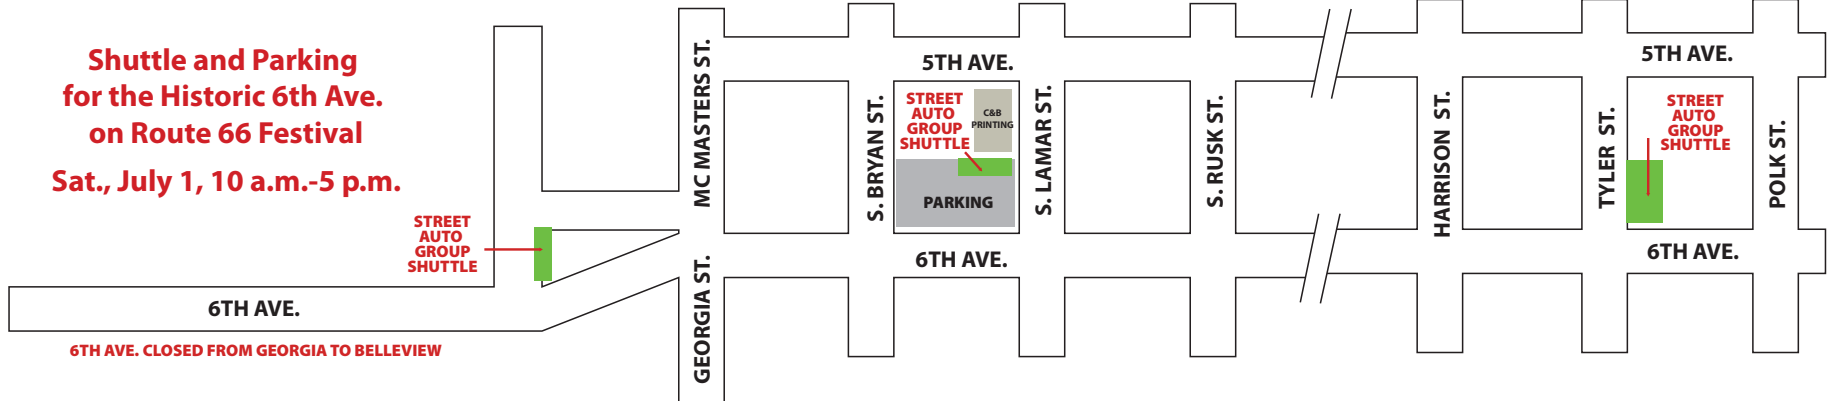 Shuttle and Parking
for the Historic 6th Ave.
on Route 66 Festival
Sat., July 1, 10 a.m.-5 p.m.
STREET
AUTO
GROUP
SHUTTLE
6TH AVE.
6TH AVE. CLOSED FROM GEORGIA TO BELLEVIEW
MC MASTERS ST.
GEORGIA ST.
5TH AVE.
S. BRYAN ST.
STREET
AUTO
GROUP
SHUTTLE
C&B
PRINTING
PARKING
6TH AVE.
S. LAMAR ST.
S. RUSK ST.
HARRISON ST.
TYLER ST.
5TH AVE.
STREET
AUTO
GROUP
SHUTTLE
6TH AVE.
POLK ST.